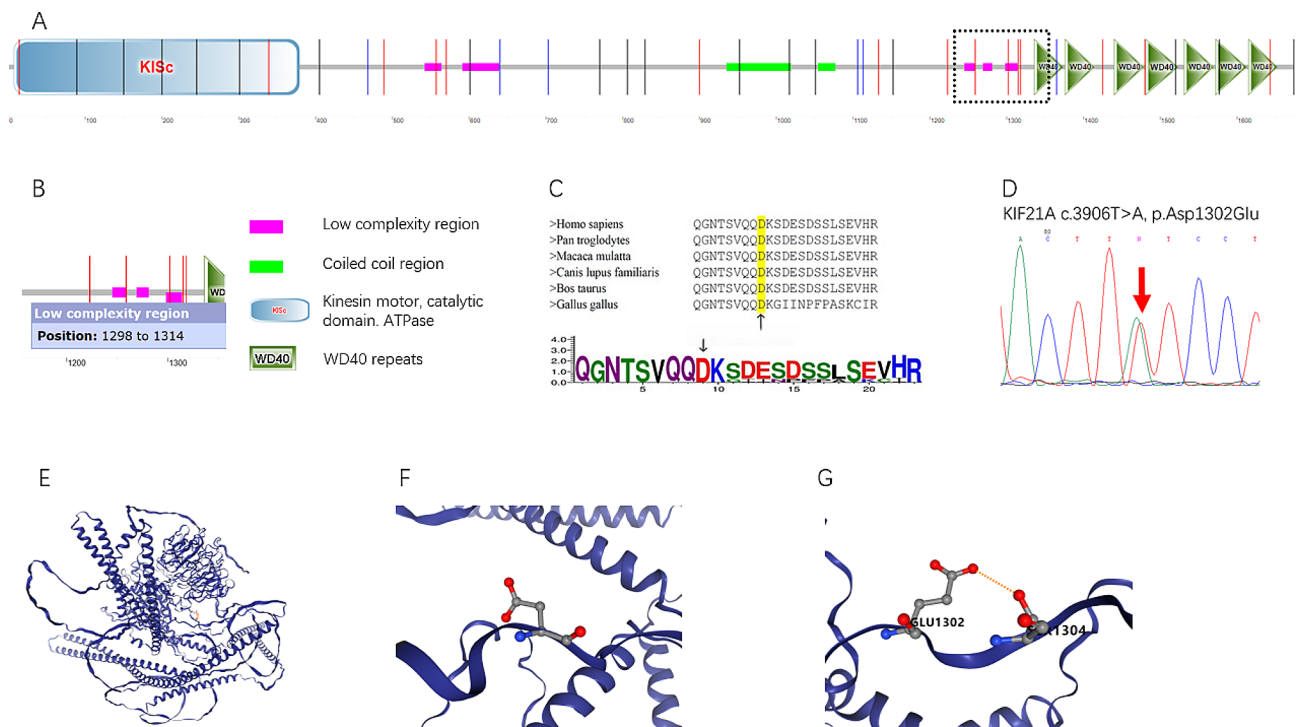 A
KISc
WD40 WD40 WD40 WD40 WD40 WD40 WD40
0 100 200 300 400 500 600 700 800 900 1000 1100 1200 1300 1400 1500 1600
B
Low complexity region
Coiled coil region
KISc
Kinesin motor, catalytic
domain. ATPase
WD40
WD40 repeats
WD
Low complexity region
Position: 1298 to 1314
1200 1300
C
>Homo sapiens QGNTSVQQDKSDESDSSLSEVHR
>Pan troglodytes QGNTSVQQDKSDESDSSLSEVHR
>Macaca mulatta QGNTSVQQDKSDESDSSLSEVHR
>Canis lupus familiaris QGNTSVQQDKSDESDSSLSEVHR
>Bos taurus QGNTSVQQDKSDESDSSLSEVHR
>Gallus gallus QGNTSVQQDKGIINPFPASKCIR
4.0
3.0
2.0
1.0
0.0
QGNTSVQQDKSDESDSSLSEVHR
5 10 15 20
D
KIF21A c.3906T>A, p.Asp1302Glu
A C T T W T C C T
E
F
G
GLU1302
1304